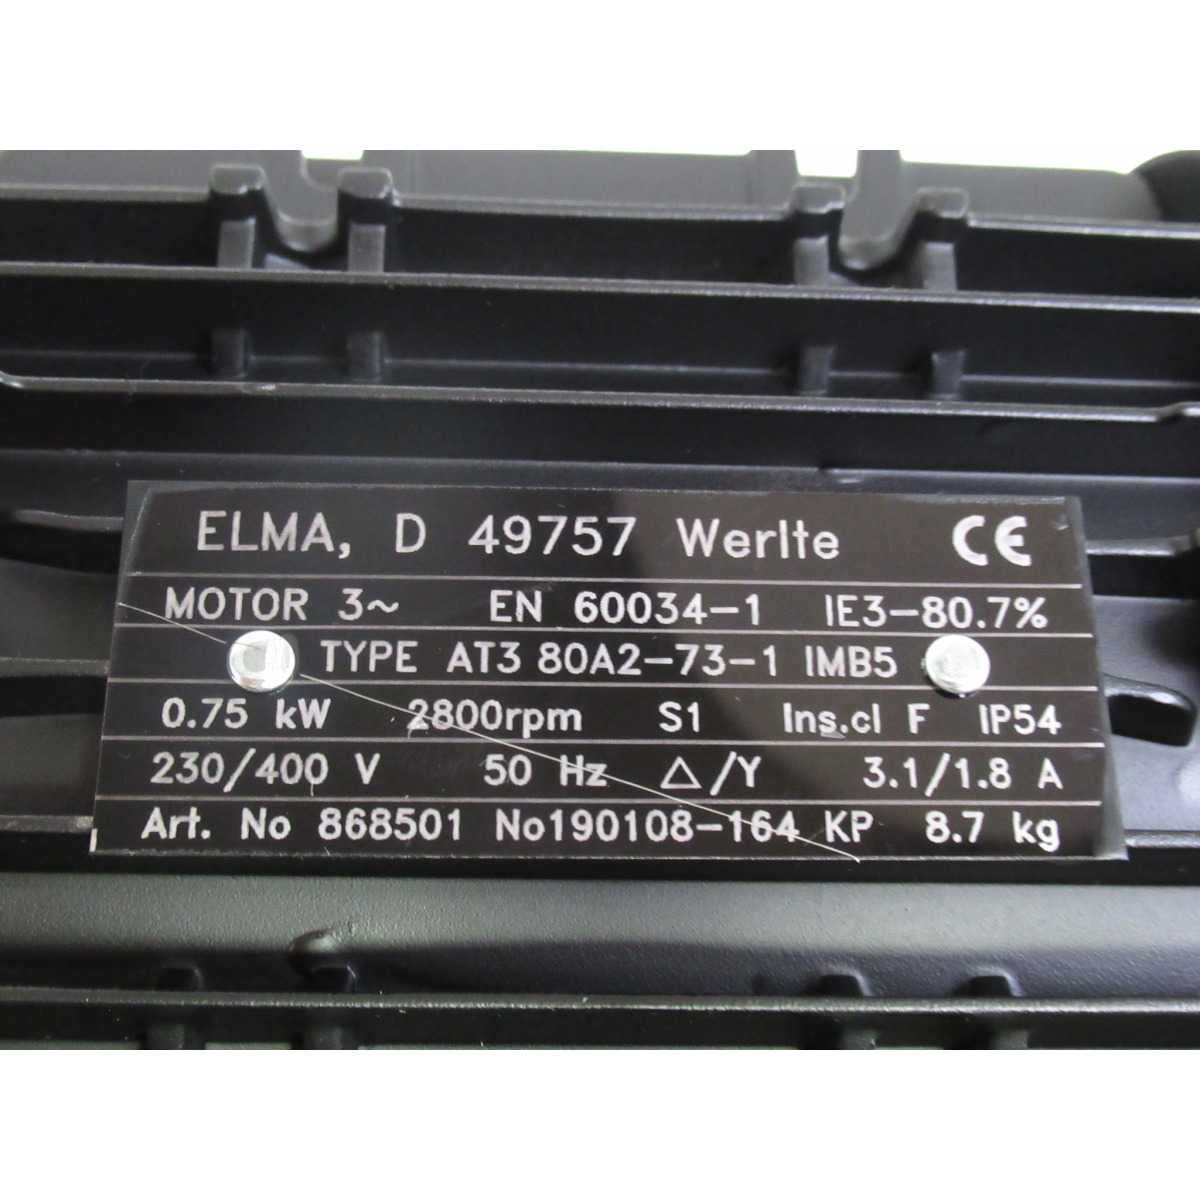 ELMA, D 49757 Werlte CE
MOTOR 3~ EN 60034-1 IE3-80.7%
TYPE AT3 80A2-73-1 IMB5
0.75 kW 2800rpm S1 Ins.cl F IP54
230/400 V 50 Hz △/Y 3.1/1.8 A
Art. No 868501 No190108-164 KP 8.7 kg